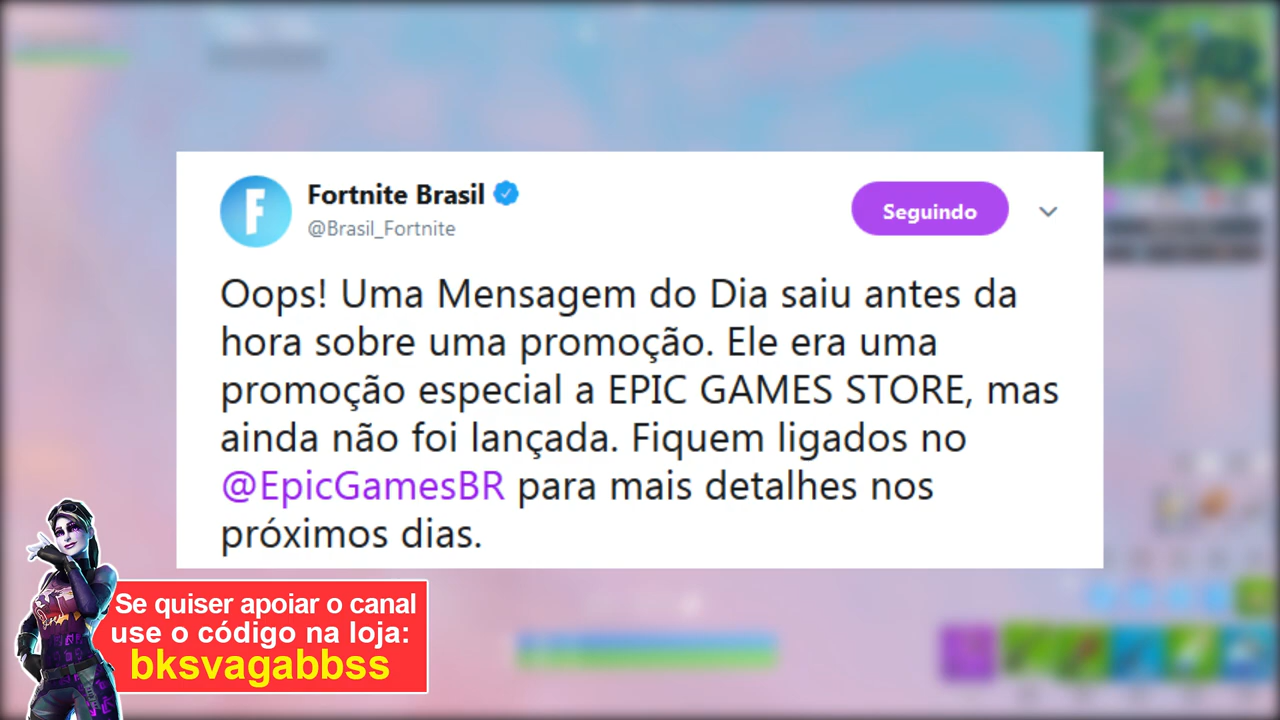 Fortnite Brasil
@Brasil_Fortnite
Seguindo
Oops! Uma Mensagem do Dia saiu antes da
hora sobre uma promoção. Ele era uma
promoção especial a EPIC GAMES STORE, mas
ainda não foi lançada. Fiquem ligados no
@EpicGamesBR para mais detalhes nos
próximos dias.
Se quiser apoiar o canal
use o código na loja:
bksvagabbss